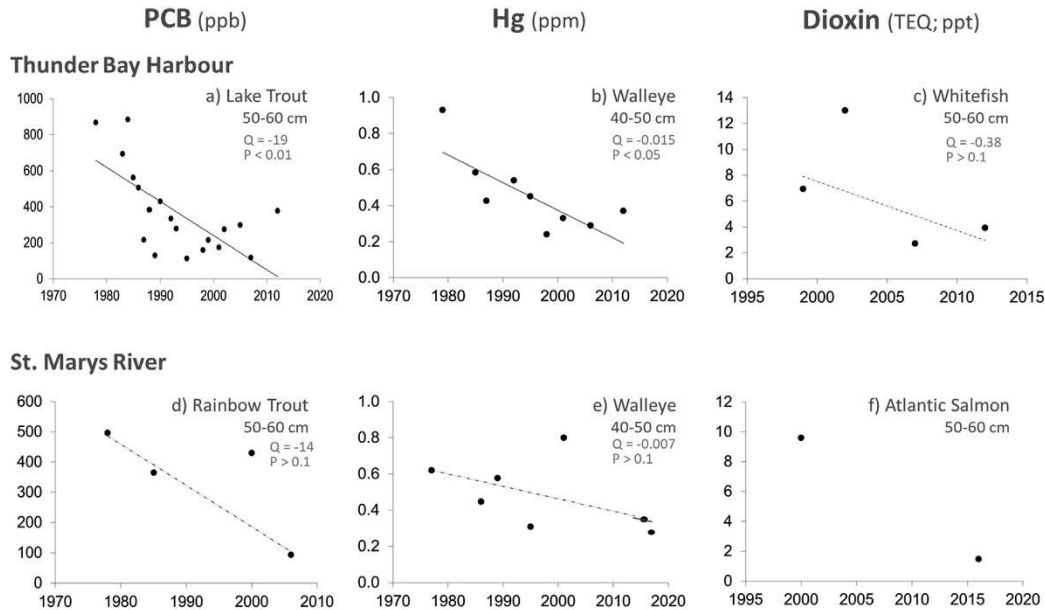 PCB (ppb)
Hg (ppm)
Dioxin (TEQ; ppt)
Thunder Bay Harbour
a) Lake Trout
50-60 cm
Q = -19
P < 0.01
1000
800
600
400
200
0
1970
1980
1990
2000
2010
2020
b) Walleye
40-50 cm
Q = -0.015
P < 0.05
1.0
0.8
0.6
0.4
0.2
0.0
1970
1980
1990
2000
2010
2020
c) Whitefish
50-60 cm
Q = -0.38
P > 0.1
14
12
10
8
6
4
2
0
1995
2000
2005
2010
2015
St. Marys River
d) Rainbow Trout
50-60 cm
Q = -14
P > 0.1
600
500
400
300
200
100
0
1970
1980
1990
2000
2010
e) Walleye
40-50 cm
Q = -0.007
P > 0.1
1.0
0.8
0.6
0.4
0.2
0.0
1970
1980
1990
2000
2010
2020
f) Atlantic Salmon
50-60 cm
12
10
8
6
4
2
0
1995
2000
2005
2010
2015
2020